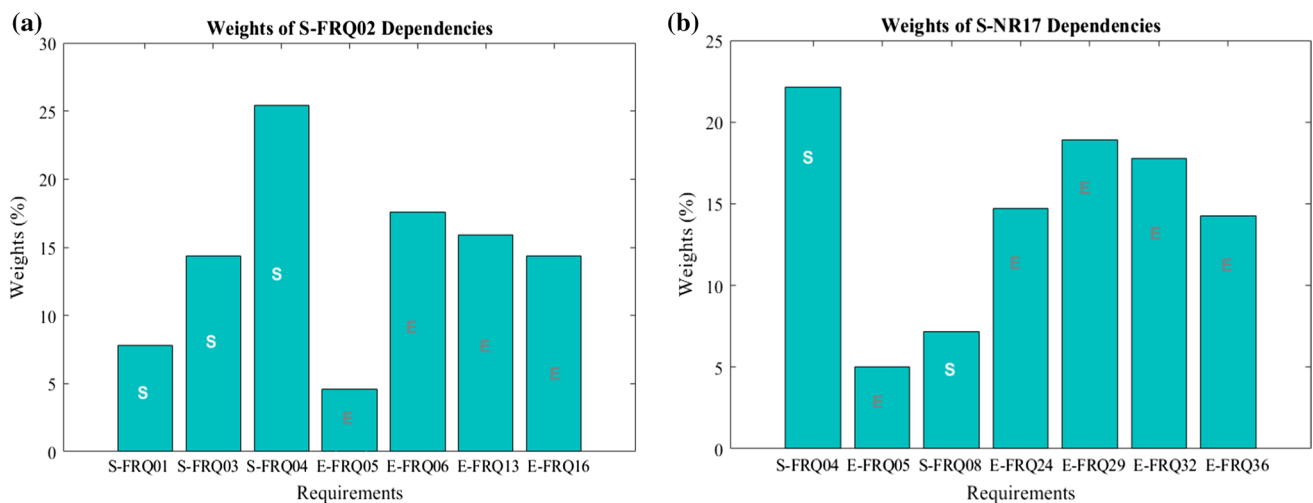 (a)
Weights of S-FRQ02 Dependencies
30
25
20
15
10
5
0
Weights (%)
S
S
S
m
m
m
m
S-FRQ01 S-FRQ03 S-FRQ04 E-FRQ05 E-FRQ06 E-FRQ13 E-FRQ16
Requirements
(b)
Weights of S-NR17 Dependencies
25
20
15
10
5
0
Weights (%)
S
m
S
m
m
m
m
S-FRQ04 E-FRQ05 S-FRQ08 E-FRQ24 E-FRQ29 E-FRQ32 E-FRQ36
Requirements